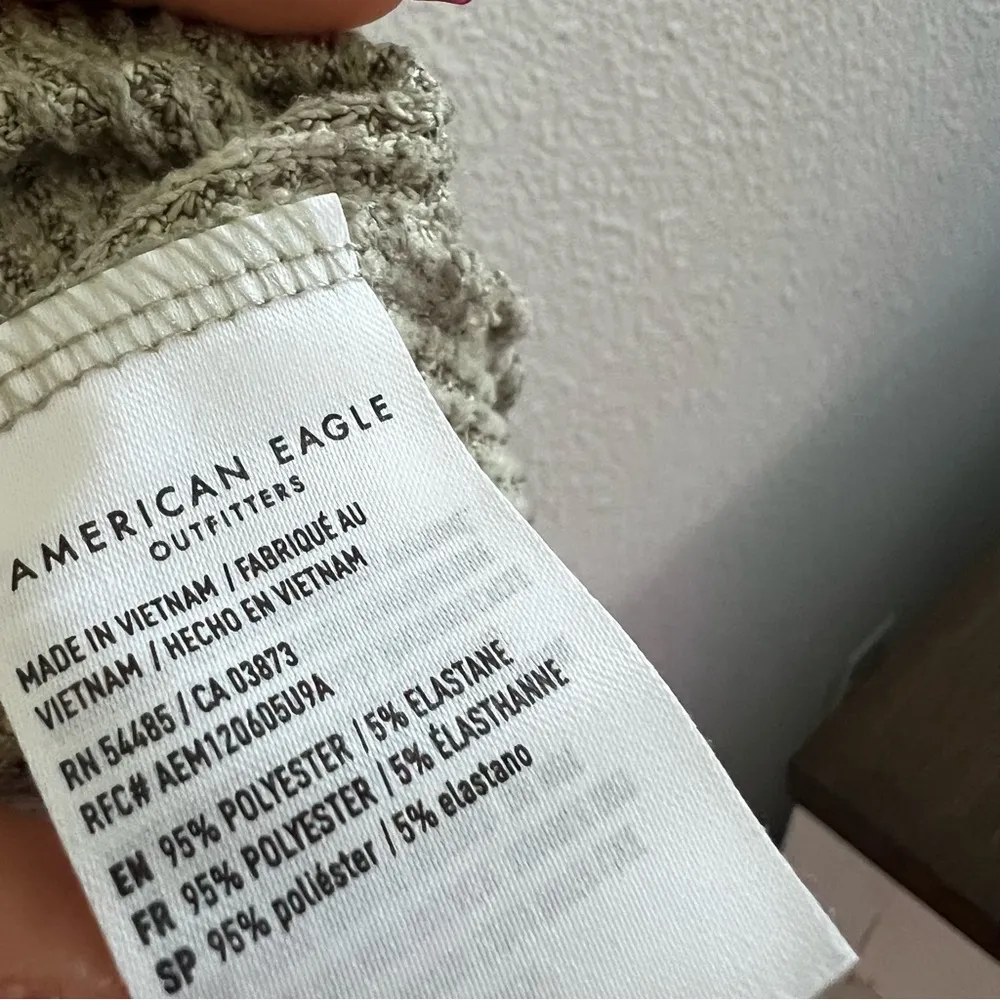 AMERICAN EAGLE
OUTFITTERS
MADE IN VIETNAM / FABRIQUÉ AU
VIETNAM / HECHO EN VIETNAM
RN 54485 / CA 03873
RFC# AEM120605U9A
EN 95% POLYESTER / 5% ELASTANE
FR 95% POLYESTER / 5% ÉLASTHANNE
SP 95% poliéster / 5% elastano